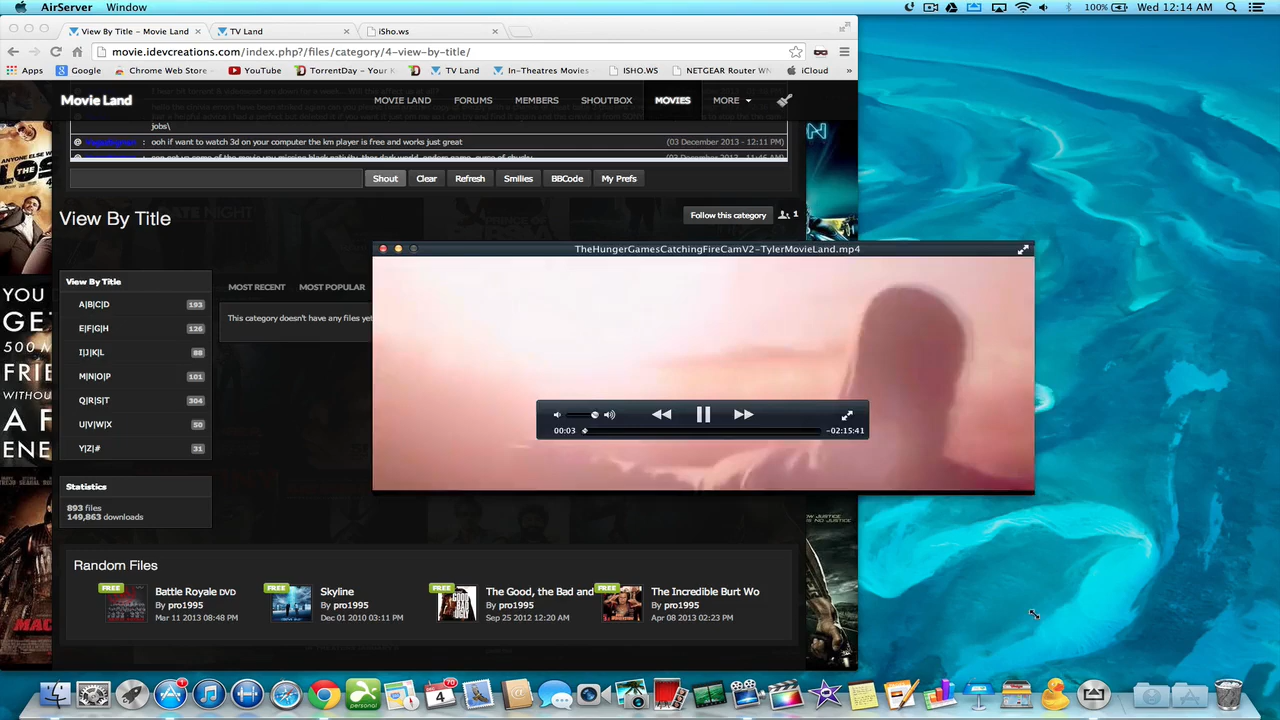 AirServer Window 100% Wed 12:14 AM
View By Title – Movie Land TV Land iSho.ws
movie.idevcreations.com/index.php?/files/category/4-view-by-title/
Apps Google Chrome Web Store YouTube TorrentDay - Your TV Land In-Theatres Movies ISHO.WS NETGEAR Router iCloud »
Movie Land MOVIE LAND FORUMS MEMBERS SHOUTBOX MOVIES MORE
jobs\
: ooh if want to watch 3d on your computer the km player is free and works just great (03 December 2013 - 12:11 PM)
Shout Clear Refresh Smilies BBCode My Prefs
View By Title
Follow this category 1
TheHungerGamesCatchingFireCamV2-TylerMovieLand.mp4
View By Title
MOST RECENT MOST POPULAR
A|B|C|D 193
This category doesn't have any files yet
E|F|G|H 126
I|J|K|L 88
M|N|O|P 101
Q|R|S|T 304
U|V|W|X 50
Y|Z|# 31
00:03 -02:15:41
Statistics
893 files
149,863 downloads
YOU
GET
500 M
FRIE
WITHOUT
A F
ENEM
Random Files
FREE Battle Royale DVD
By pro1995
Mar 11 2013 08:48 PM
FREE Skyline
By pro1995
Dec 01 2010 03:11 PM
FREE The Good, the Bad and
By pro1995
Sep 25 2012 12:20 AM
FREE The Incredible Burt Wo
By pro1995
Apr 08 2013 02:23 PM
personal
4
70
1